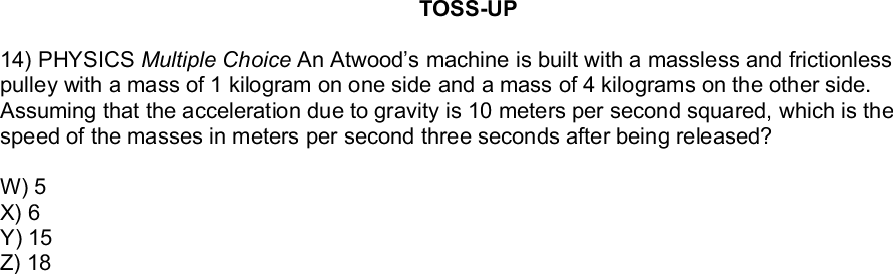 TOSS-UP
14) PHYSICS Multiple Choice An Atwood's machine is built with a massless and frictionless
pulley with a mass of 1 kilogram on one side and a mass of 4 kilograms on the other side.
Assuming that the acceleration due to gravity is 10 meters per second squared, which is the
speed of the masses in meters per second three seconds after being released?
W) 5
X) 6
Y) 15
Z) 18